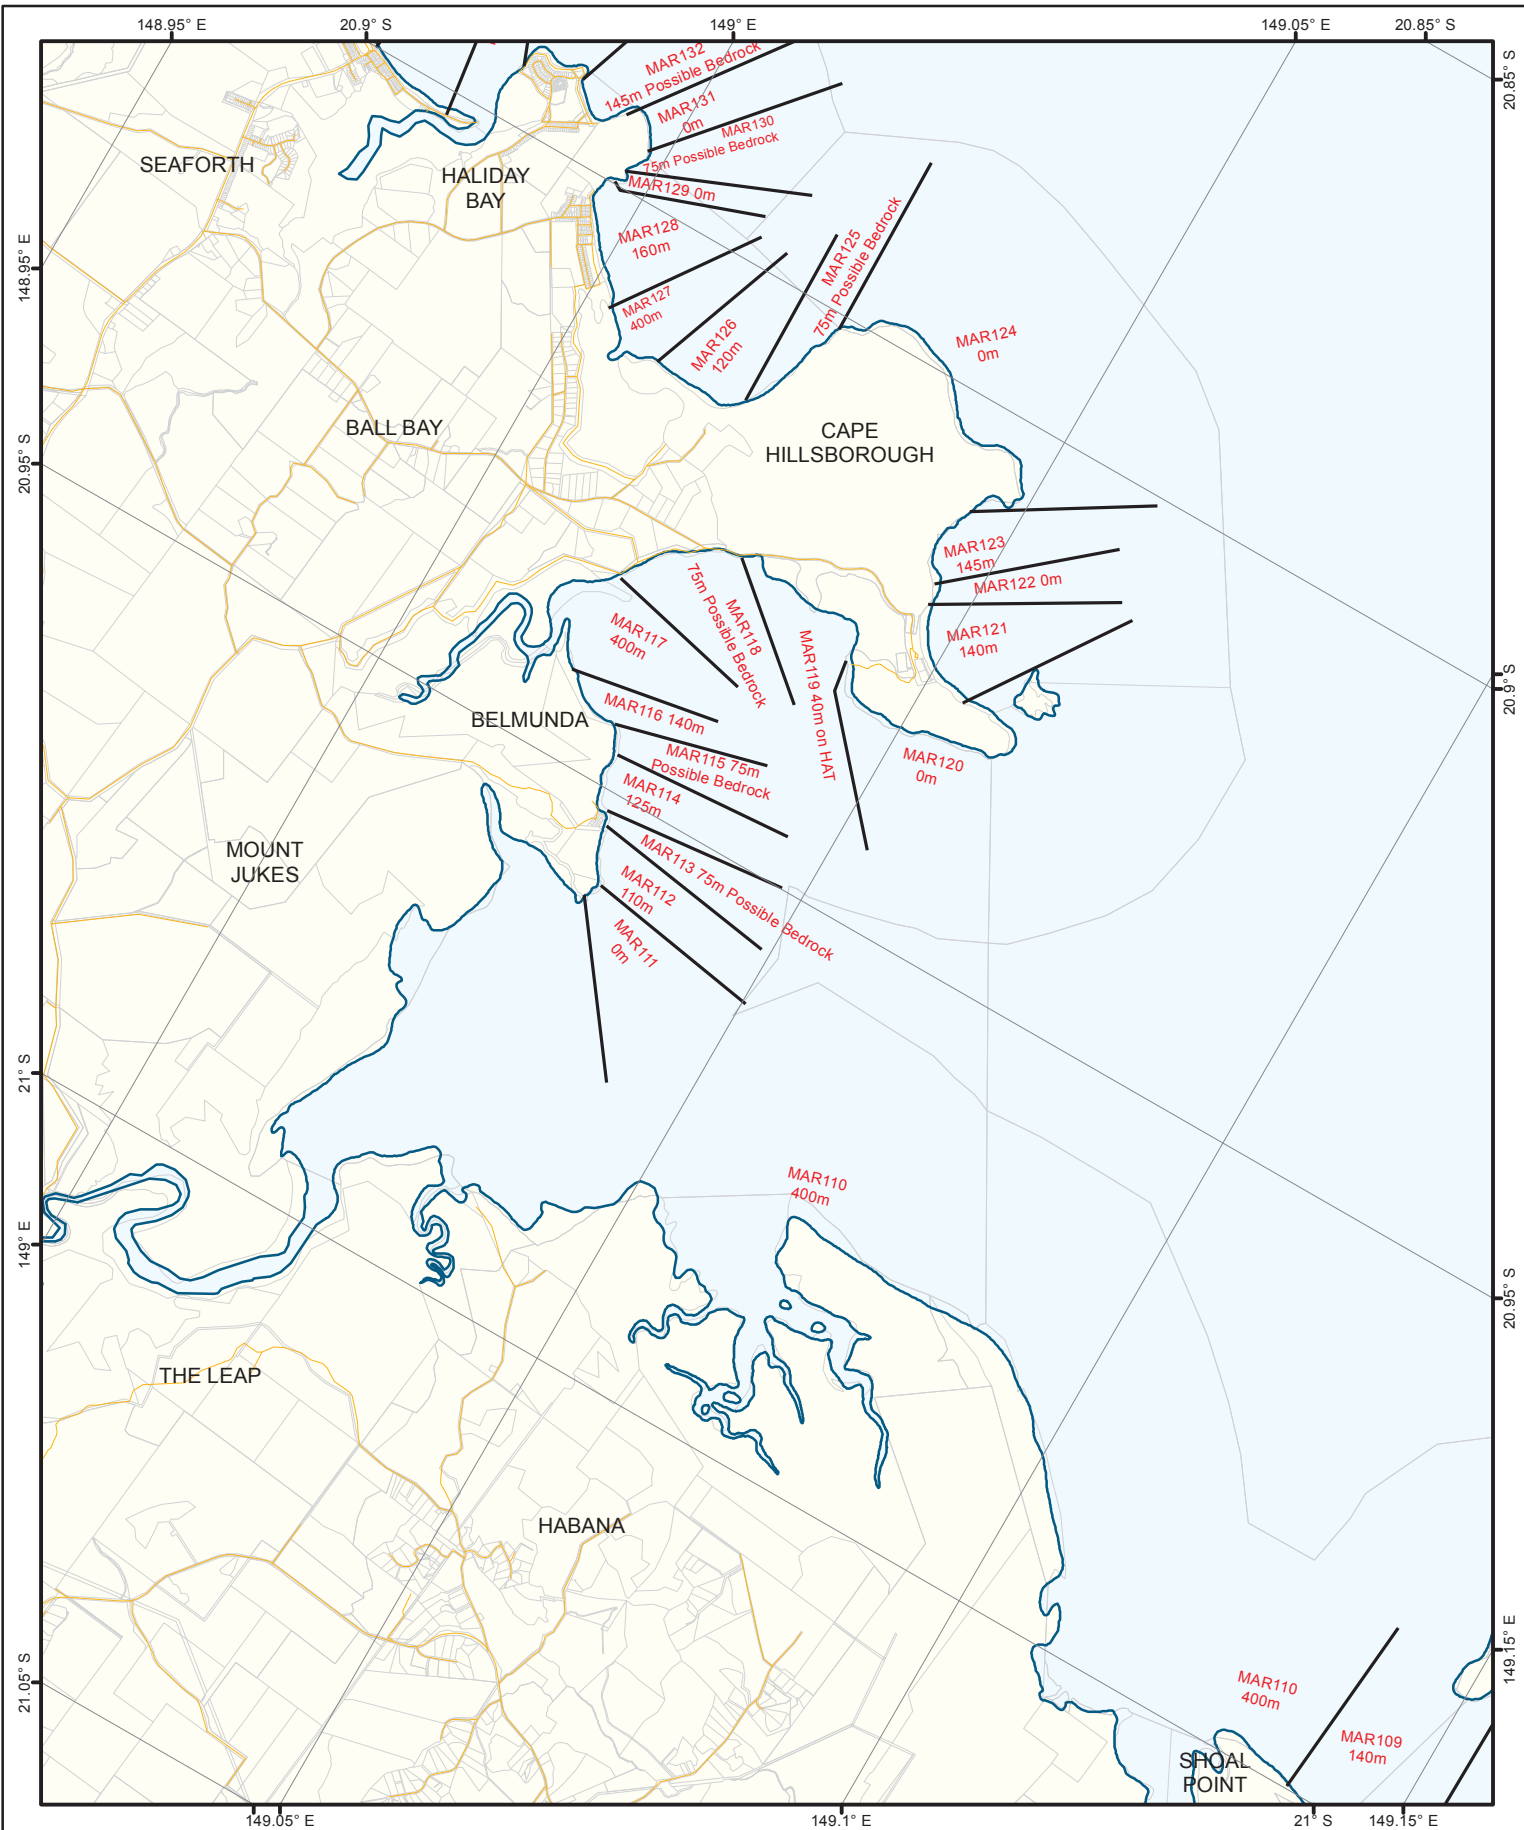 148.95° E
20.9° S
149° E
149.05° E
20.85° S
20.85° S
MAR132
145m Possible Bedrock
MAR131
0m
MAR130
75m Possible Bedrock
MAR129 0m
SEAFORTH
HALIDAY
BAY
MAR128
160m
MAR125
75m Possible Bedrock
148.95° E
MAR127
400m
MAR126
120m
MAR124
0m
BALL BAY
CAPE
HILLSBOROUGH
20.95° S
MAR123
145m
MAR122 0m
MAR121
140m
MAR117
400m
MAR118
75m Possible Bedrock
MAR119 40m on HAT
20.9° S
MAR116 140m
BELMUNDA
MAR115 75m
Possible Bedrock
MAR120
0m
MAR114
125m
MOUNT
JUKES
MAR113 75m Possible Bedrock
MAR112
110m
MAR111
0m
21° S
MAR110
400m
149° E
20.95° S
THE LEAP
HABANA
21.05° S
149.15° E
MAR110
400m
MAR109
140m
SHOAL
POINT
149.05° E
149.1° E
21° S
149.15° E